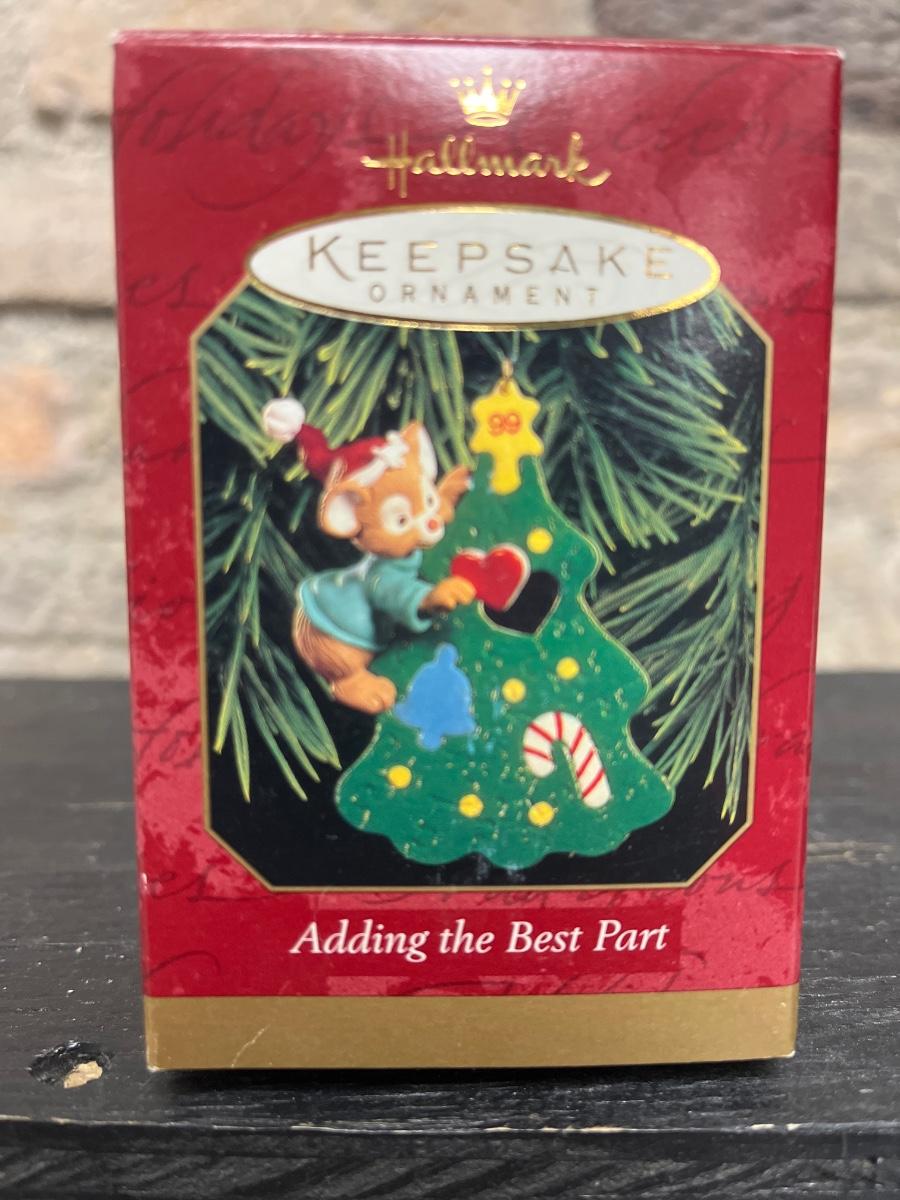 Hallmark
KEEPSAKE
ORNAMENT
99
Adding the Best Part